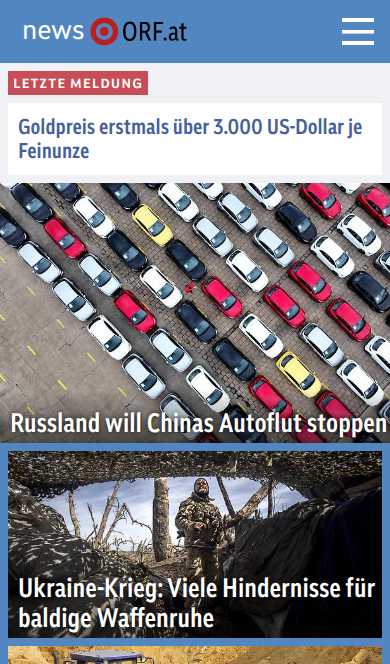 news ORF.at
LETZTE MELDUNG
Goldpreis erstmals über 3.000 US-Dollar je
Feinunze
Russland will Chinas Autoflut stoppen
Ukraine-Krieg: Viele Hindernisse für
baldige Waffenruhe